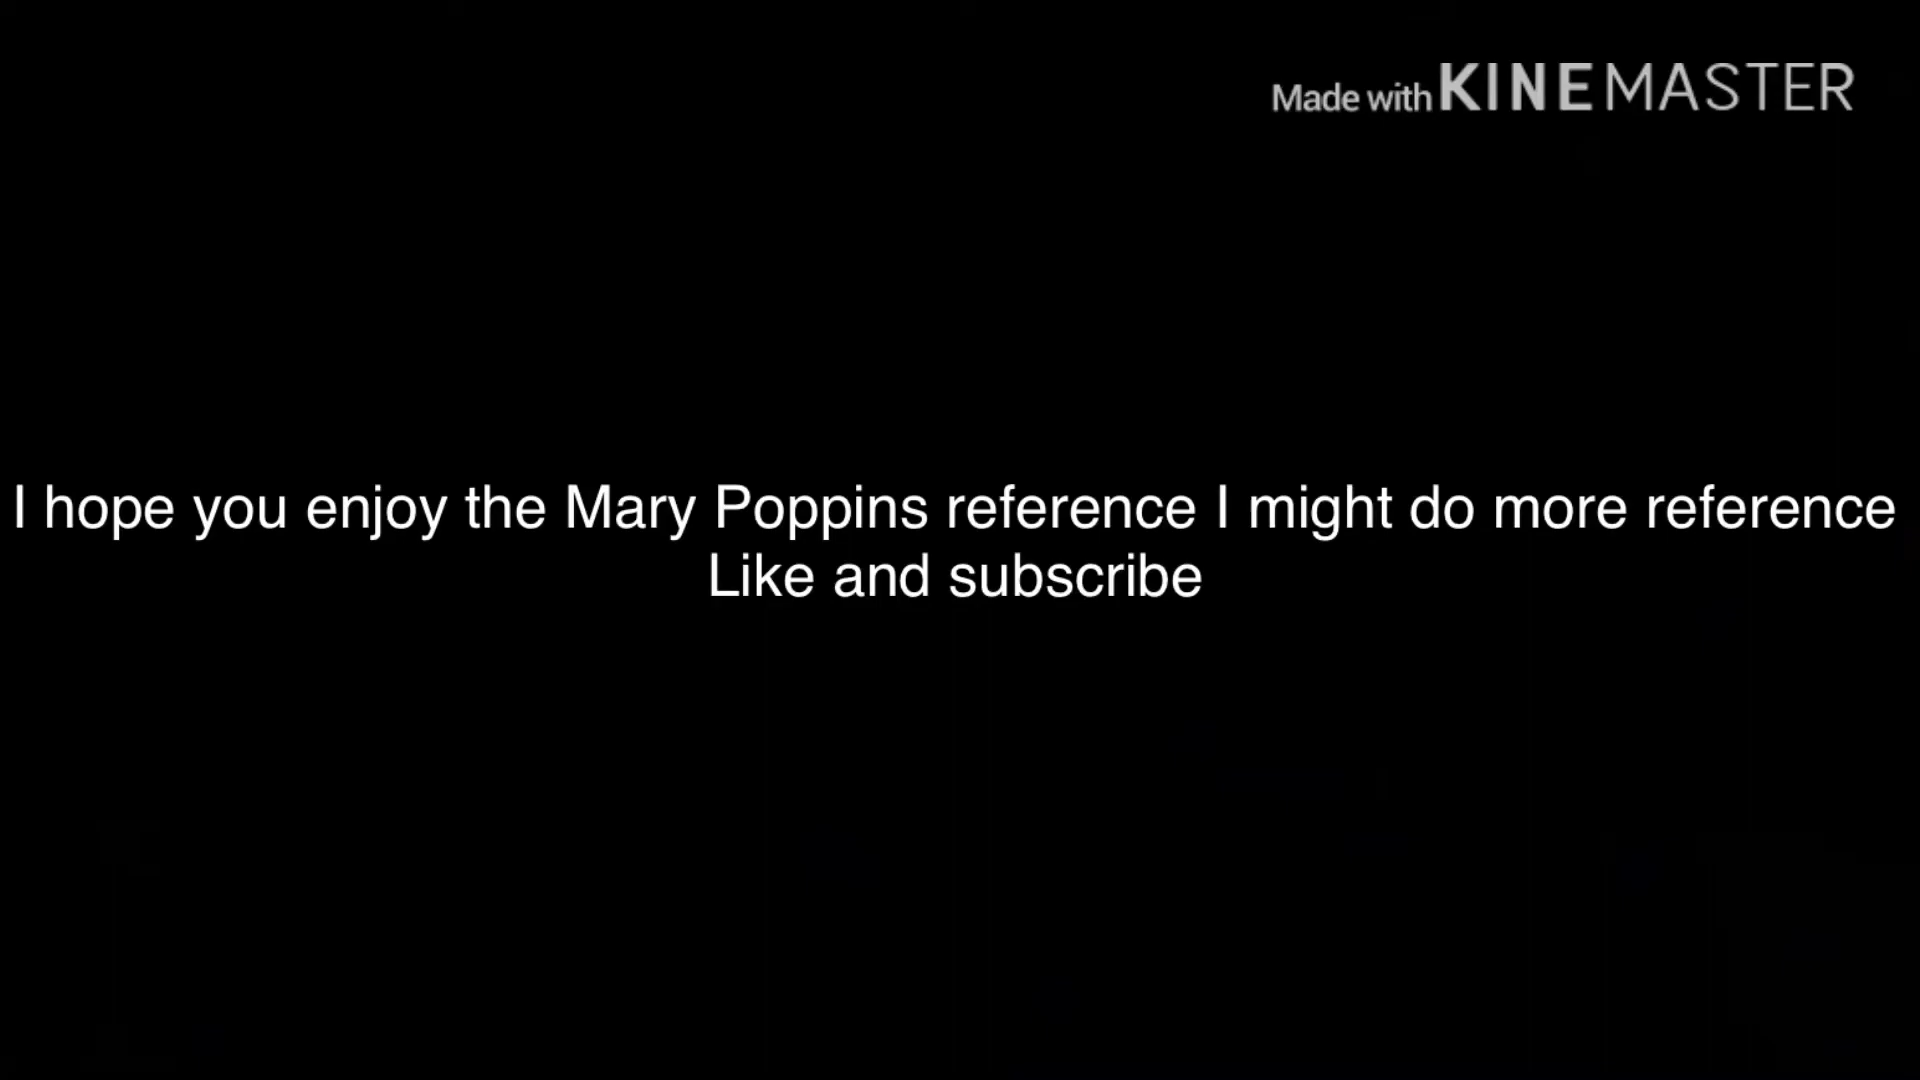 Made with KINEMASTER
I hope you enjoy the Mary Poppins reference I might do more reference
Like and subscribe